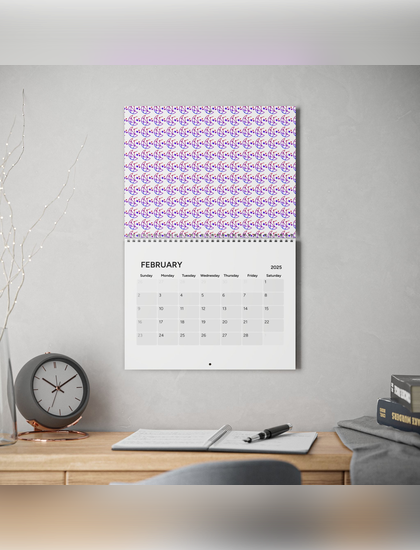 FEBRUARY
2025
Sunday Monday Tuesday Wednesday Thursday Friday Saturday
1
2 3 4 5 6 7 8
9 10 11 12 13 14 15
16 17 18 19 20 21 22
23 24 25 26 27 28